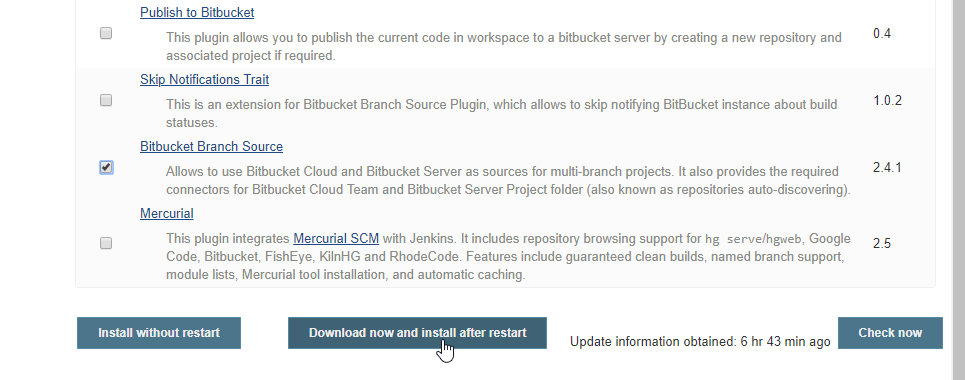 Publish to Bitbucket
This plugin allows you to publish the current code in workspace to a bitbucket server by creating a new repository and
associated project if required.
0.4
Skip Notifications Trait
This is an extension for Bitbucket Branch Source Plugin, which allows to skip notifying BitBucket instance about build
statuses.
1.0.2
Bitbucket Branch Source
Allows to use Bitbucket Cloud and Bitbucket Server as sources for multi-branch projects. It also provides the required
connectors for Bitbucket Cloud Team and Bitbucket Server Project folder (also known as repositories auto-discovering).
2.4.1
Mercurial
This plugin integrates Mercurial SCM with Jenkins. It includes repository browsing support for hg serve/hgweb, Google
Code, Bitbucket, FishEye, KilnHG and RhodeCode. Features include guaranteed clean builds, named branch support,
module lists, Mercurial tool installation, and automatic caching.
2.5
Install without restart
Download now and install after restart
Update information obtained: 6 hr 43 min ago
Check now